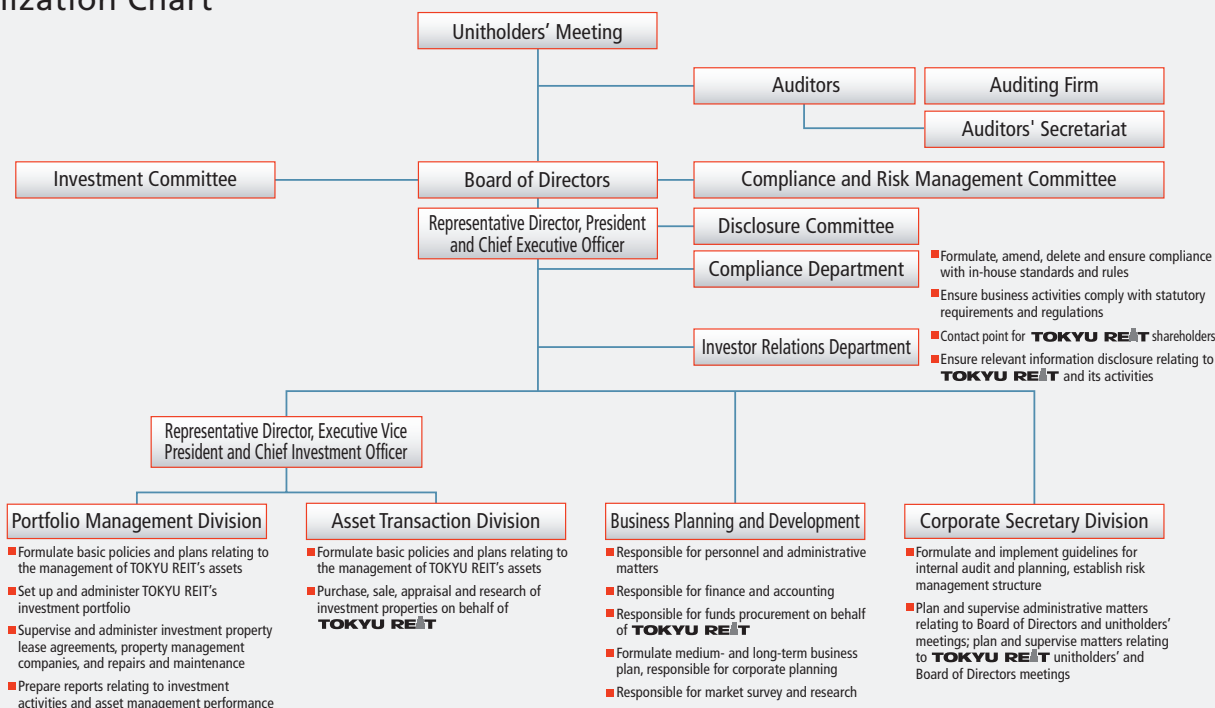 lization Chart
Unitholders' Meeting
Auditors
Auditing Firm
Auditors' Secretariat
Investment Committee
Board of Directors
Compliance and Risk Management Committee
Representative Director, President
and Chief Executive Officer
Disclosure Committee
Compliance Department
Formulate, amend, delete and ensure compliance
with in-house standards and rules
Ensure business activities comply with statutory
requirements and regulations
Investor Relations Department
Contact point for TOKYU REIT shareholders
Ensure relevant information disclosure relating to
TOKYU REIT and its activities
Representative Director, Executive Vice
President and Chief Investment Officer
Portfolio Management Division
Formulate basic policies and plans relating to
the management of TOKYU REIT's assets
Set up and administer TOKYU REIT's
investment portfolio
Supervise and administer investment property
lease agreements, property management
companies, and repairs and maintenance
Prepare reports relating to investment
activities and asset management performance
Asset Transaction Division
Formulate basic policies and plans relating to
the management of TOKYU REIT's assets
Purchase, sale, appraisal and research of
investment properties on behalf of
TOKYU REIT
Business Planning and Development
Responsible for personnel and administrative
matters
Responsible for finance and accounting
Responsible for funds procurement on behalf
of TOKYU REIT
Formulate medium- and long-term business
plan, responsible for corporate planning
Responsible for market survey and research
Corporate Secretary Division
Formulate and implement guidelines for
internal audit and planning, establish risk
management structure
Plan and supervise administrative matters
relating to Board of Directors and unitholders'
meetings; plan and supervise matters relating
to TOKYU REIT unitholders' and
Board of Directors meetings